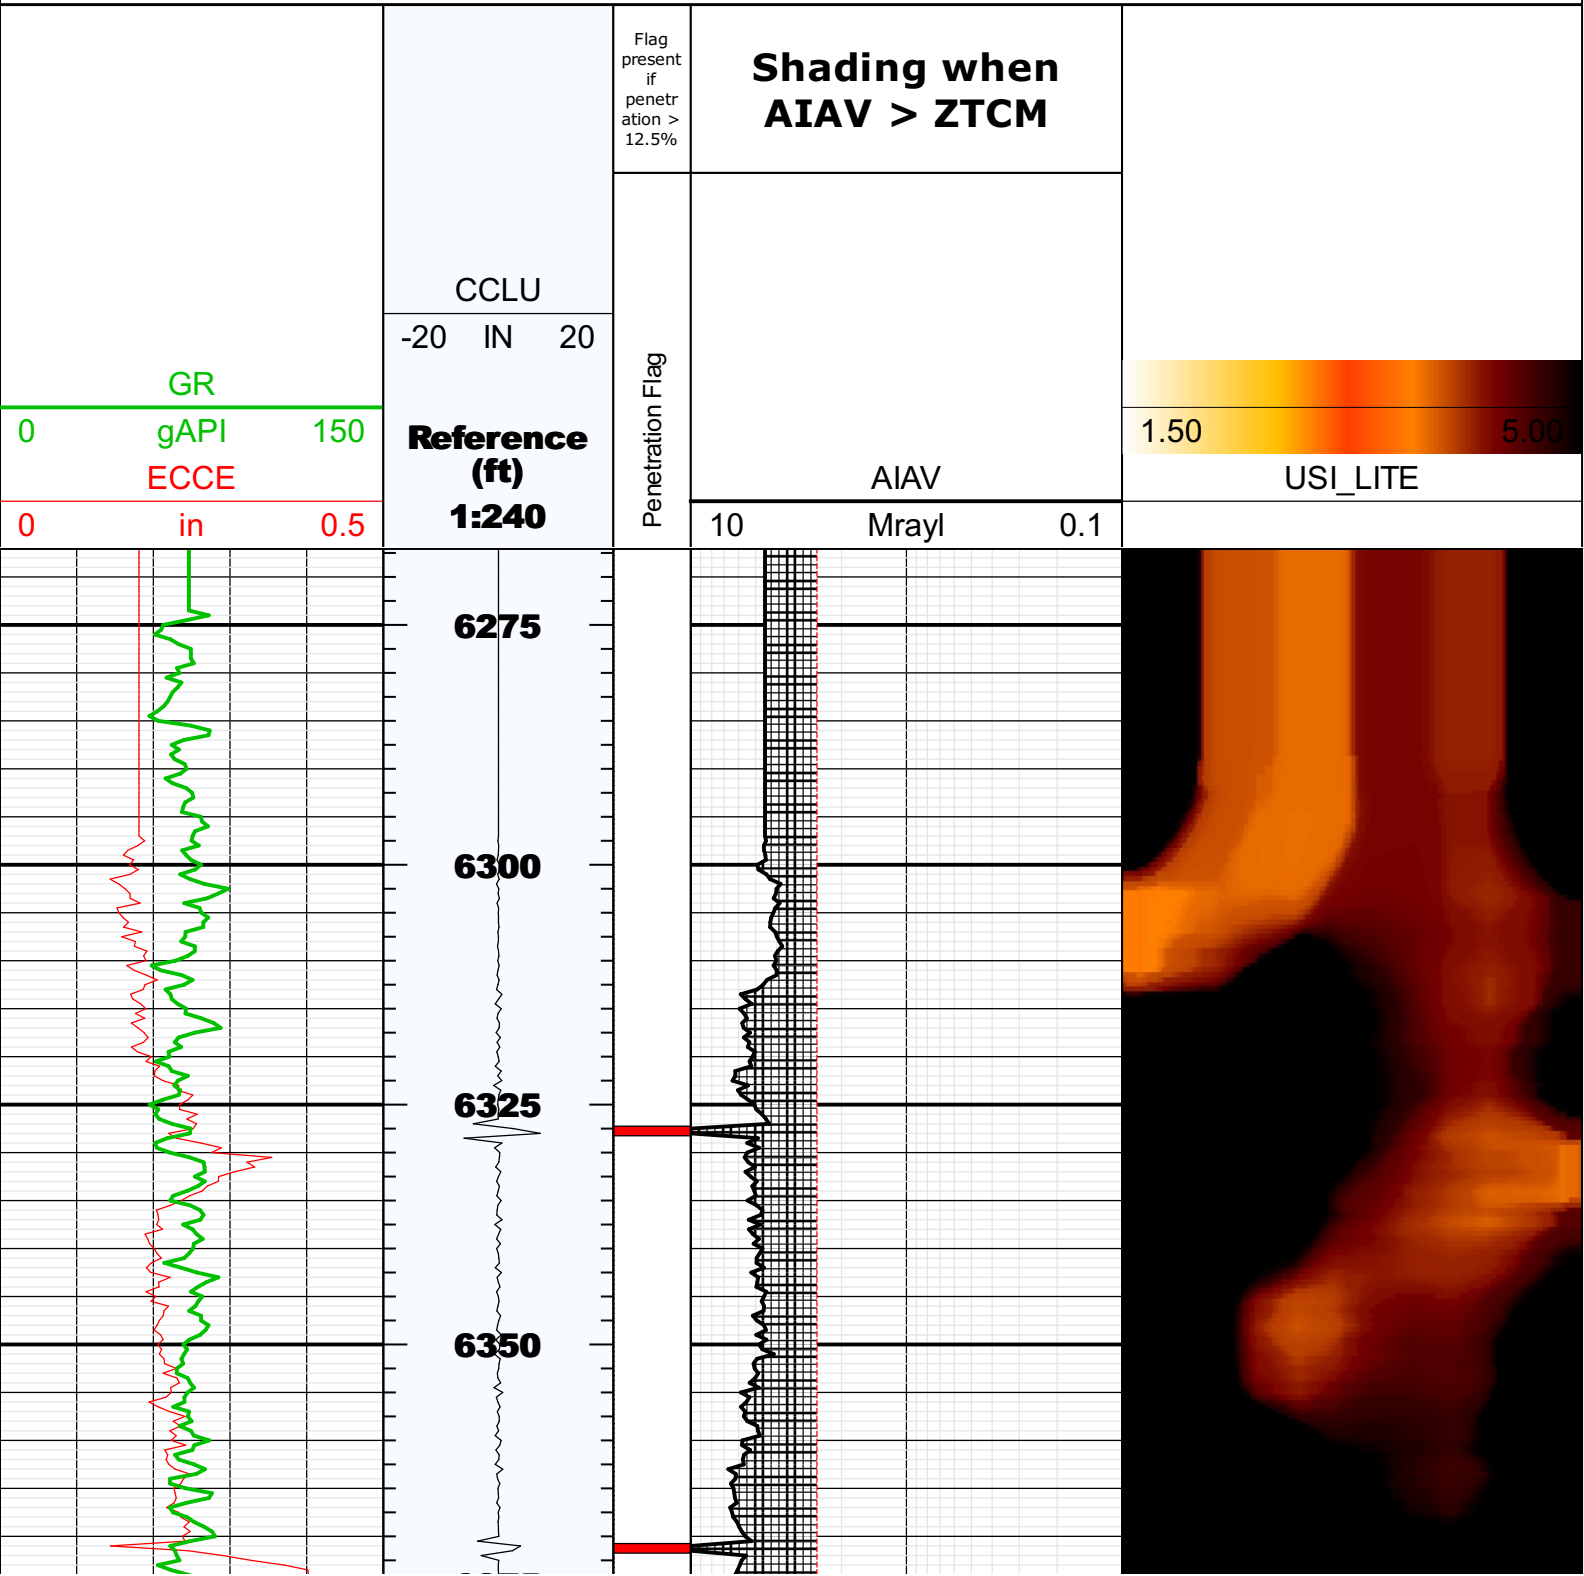 Flag
present
if
penetr
ation >
12.5%
Shading when
AIAV > ZTCM
CCLU
-20 IN 20
GR
0 gAPI 150
ECCE
0 in 0.5
Reference
(ft)
1:240
Penetration Flag
AIAV
10 Mrayl 0.1
1.50 5.00
USI_LITE
6275
6300
6325
6350